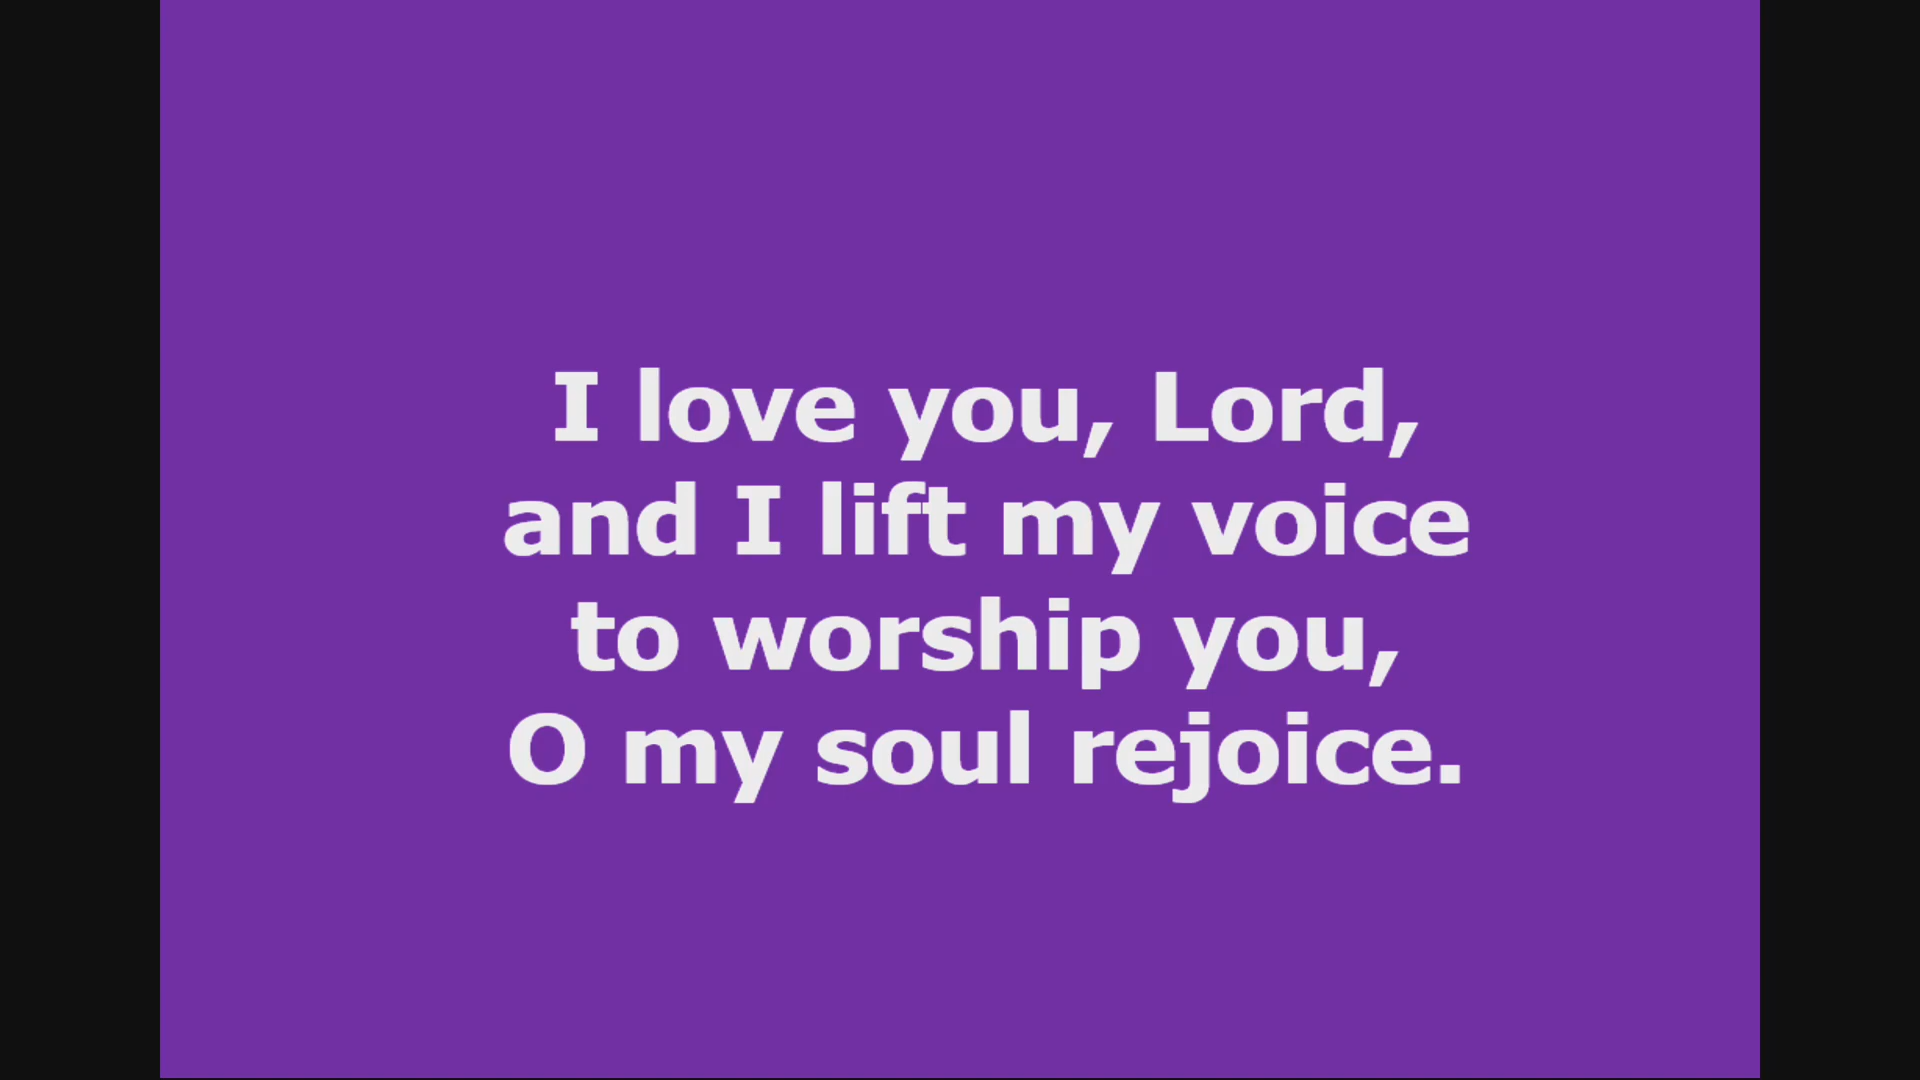 I love you, Lord,
and I lift my voice
to worship you,
O my soul rejoice.